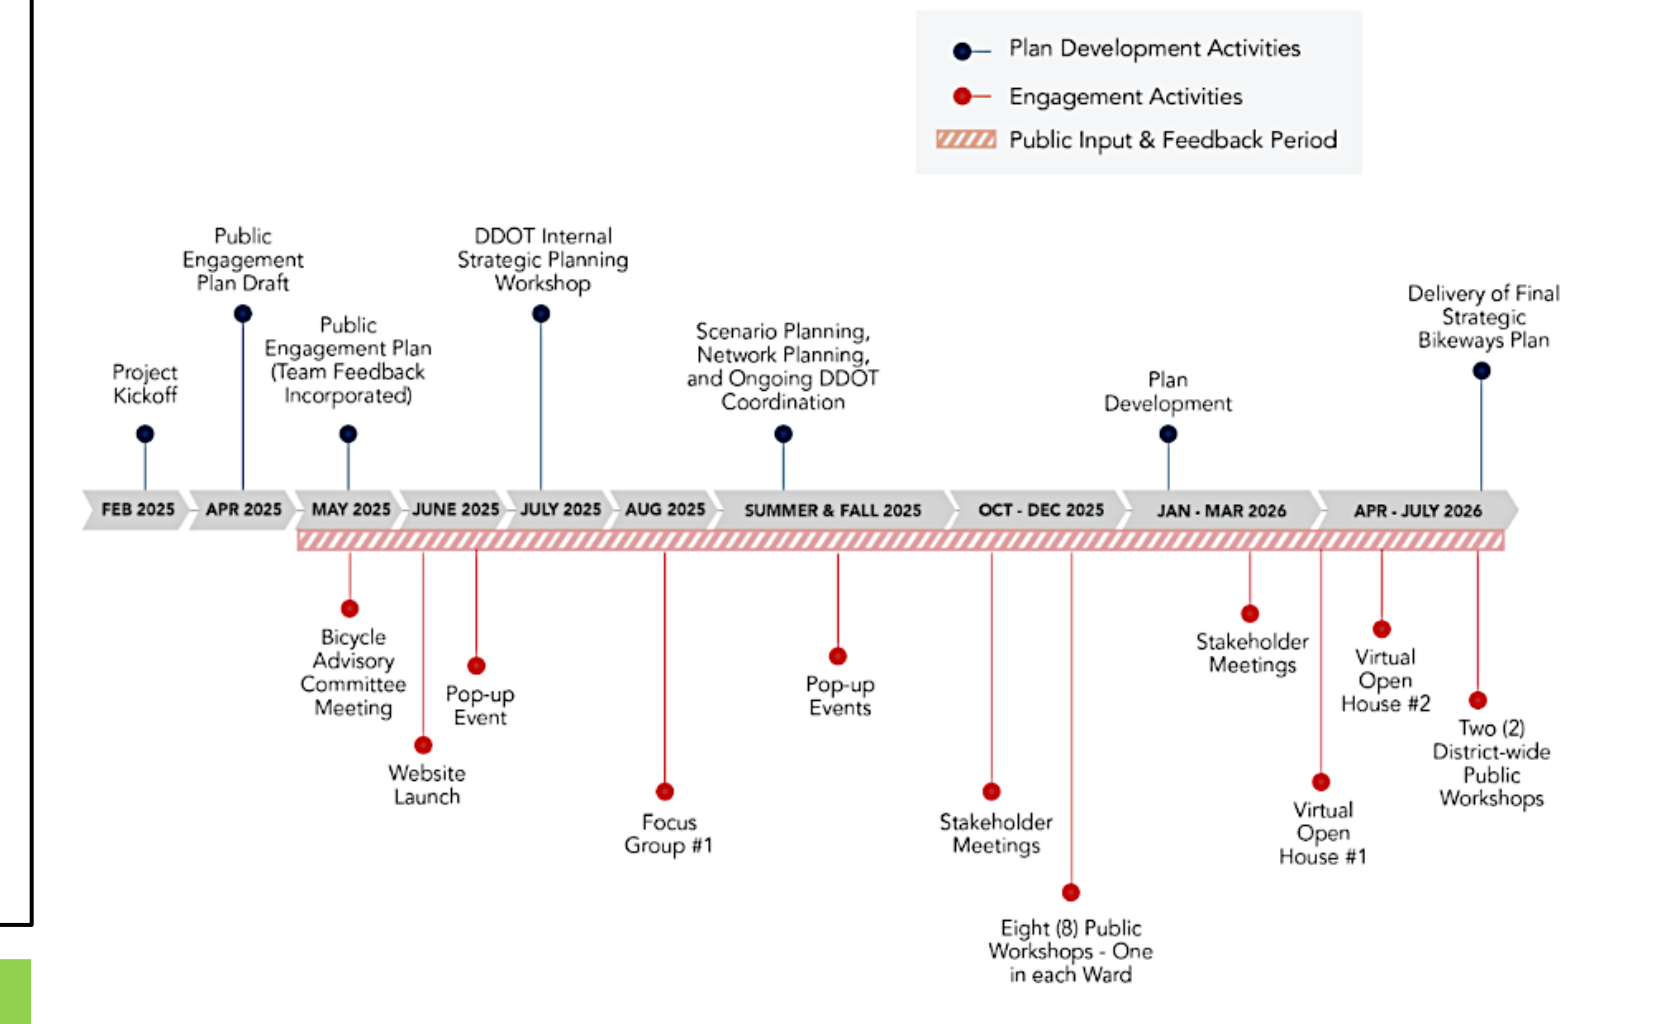 Plan Development Activities
Engagement Activities
Public Input & Feedback Period
Project
Kickoff
Public
Engagement
Plan Draft
Public
Engagement Plan
(Team Feedback
Incorporated)
DDOT Internal
Strategic Planning
Workshop
Scenario Planning,
Network Planning,
and Ongoing DDOT
Coordination
Plan
Development
Delivery of Final
Strategic
Bikeways Plan
FEB 2025
APR 2025
MAY 2025
JUNE 2025
JULY 2025
AUG 2025
SUMMER & FALL 2025
OCT - DEC 2025
JAN - MAR 2026
APR - JULY 2026
Bicycle
Advisory
Committee
Meeting
Website
Launch
Pop-up
Event
Focus
Group #1
Pop-up
Events
Stakeholder
Meetings
Eight (8) Public
Workshops - One
in each Ward
Stakeholder
Meetings
Virtual
Open
House #1
Virtual
Open
House #2
Two (2)
District-wide
Public
Workshops